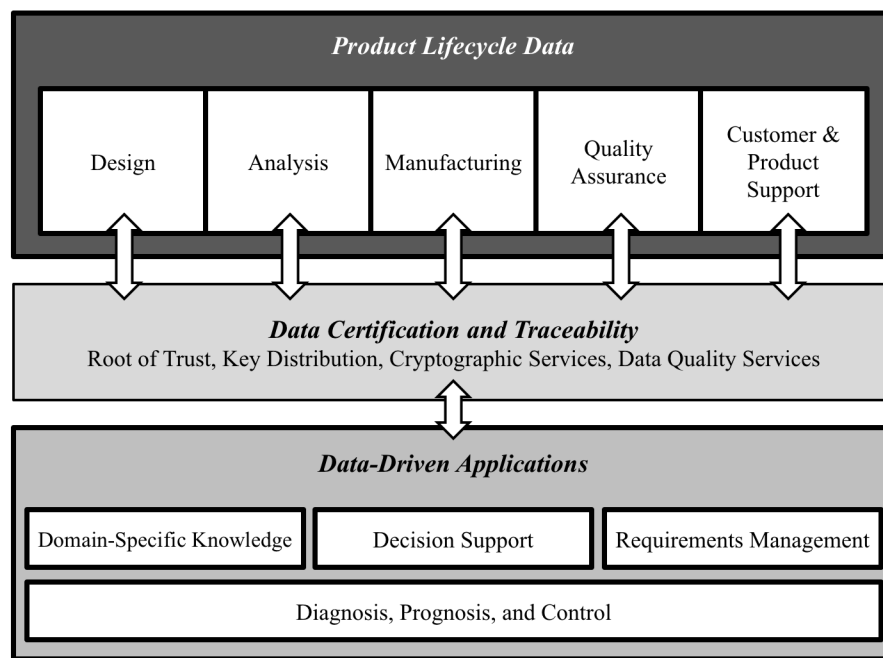 Product Lifecycle Data
Design
Analysis
Manufacturing
Quality
Assurance
Customer &
Product
Support
Data Certification and Traceability
Root of Trust, Key Distribution, Cryptographic Services, Data Quality Services
Data-Driven Applications
Domain-Specific Knowledge
Decision Support
Requirements Management
Diagnosis, Prognosis, and Control